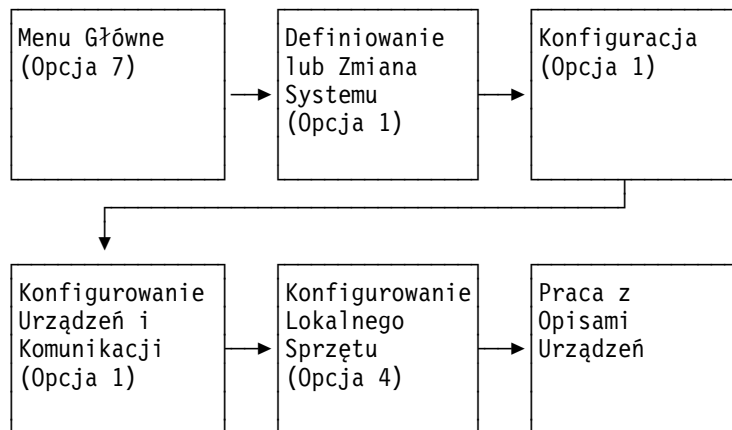 Menu Główne
(Opcja 7)
Definiowanie
lub Zmiana
Systemu
(Opcja 1)
Konfiguracja
(Opcja 1)
Konfigurowanie
Urządzeń i
Komunikacji
(Opcja 1)
Konfigurowanie
Lokalnego
Sprzętu
(Opcja 4)
Praca z
Opisami
Urządzeń